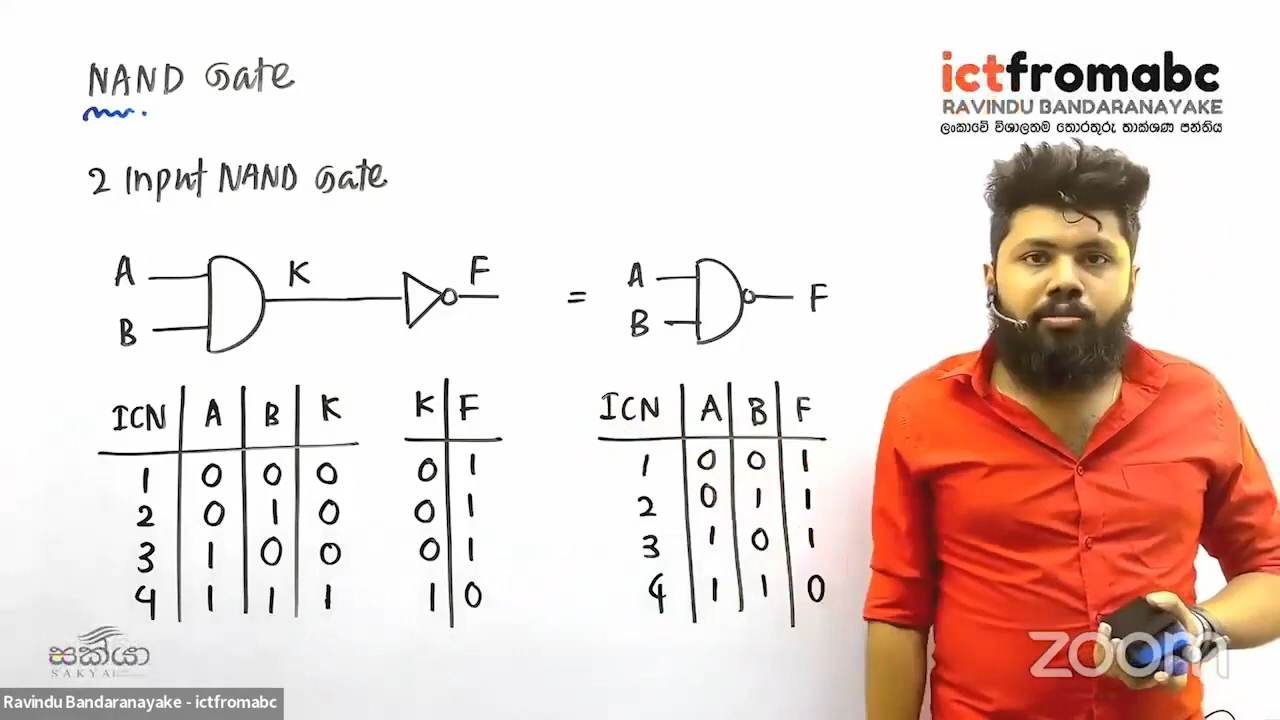 NAND Gate
2 Input NAND Gate
A
B
K
F
=
A
B
F
ICN A B K
1 0 0 0
2 0 1 0
3 1 0 0
4 1 1 1
K F
0 1
0 1
0 1
1 0
ICN A B F
1 0 0 1
2 0 1 1
3 1 0 1
4 1 1 0
ictfromabc
RAVINDU BANDARANAYAKE
ලංකාවේ විශාලතම තොරතුරු තාක්ශණ පන්තිය
සක්යා
SAKYA
zoom
Ravindu Bandaranayake - ictfromabc